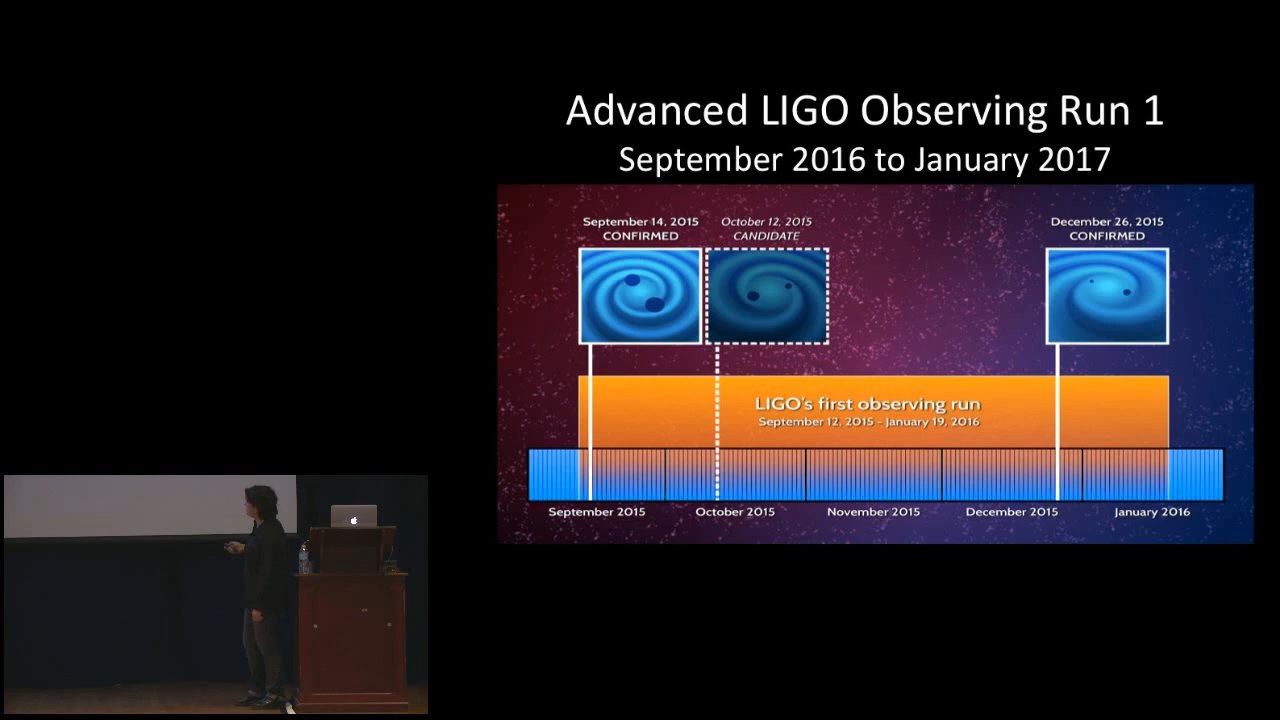 Advanced LIGO Observing Run 1
September 2016 to January 2017
September 14, 2015
CONFIRMED
October 12, 2015
CANDIDATE
December 26, 2015
CONFIRMED
LIGO's first observing run
September 12, 2015 - January 19, 2016
September 2015
October 2015
November 2015
December 2015
January 2016